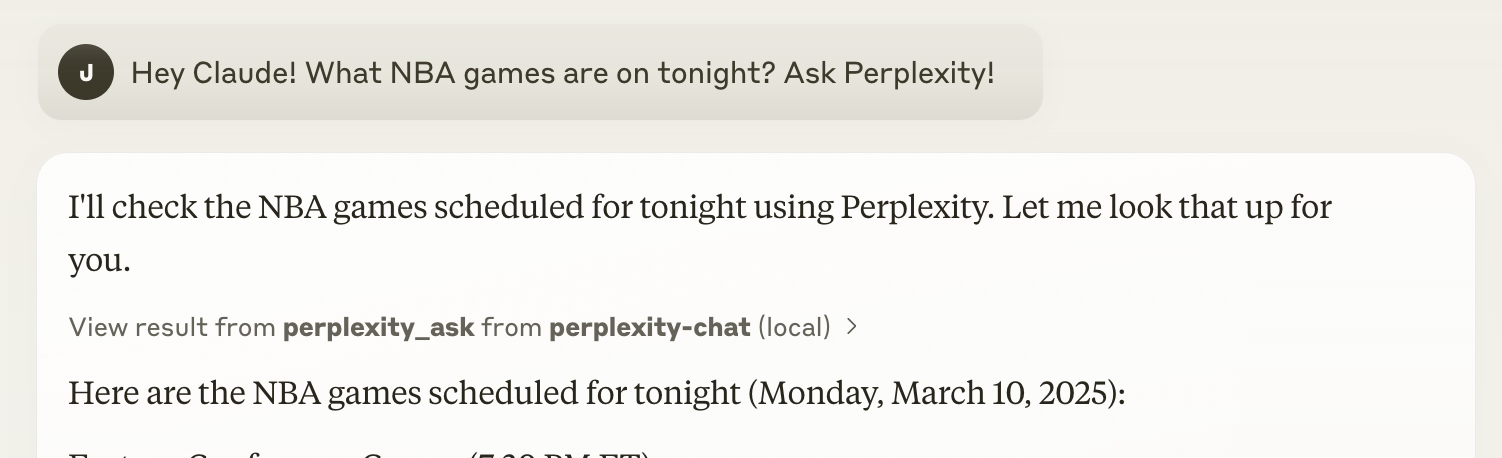 J
Hey Claude! What NBA games are on tonight? Ask Perplexity!
I'll check the NBA games scheduled for tonight using Perplexity. Let me look that up for
you.
View result from perplexity_ask from perplexity-chat (local)
Here are the NBA games scheduled for tonight (Monday, March 10, 2025):